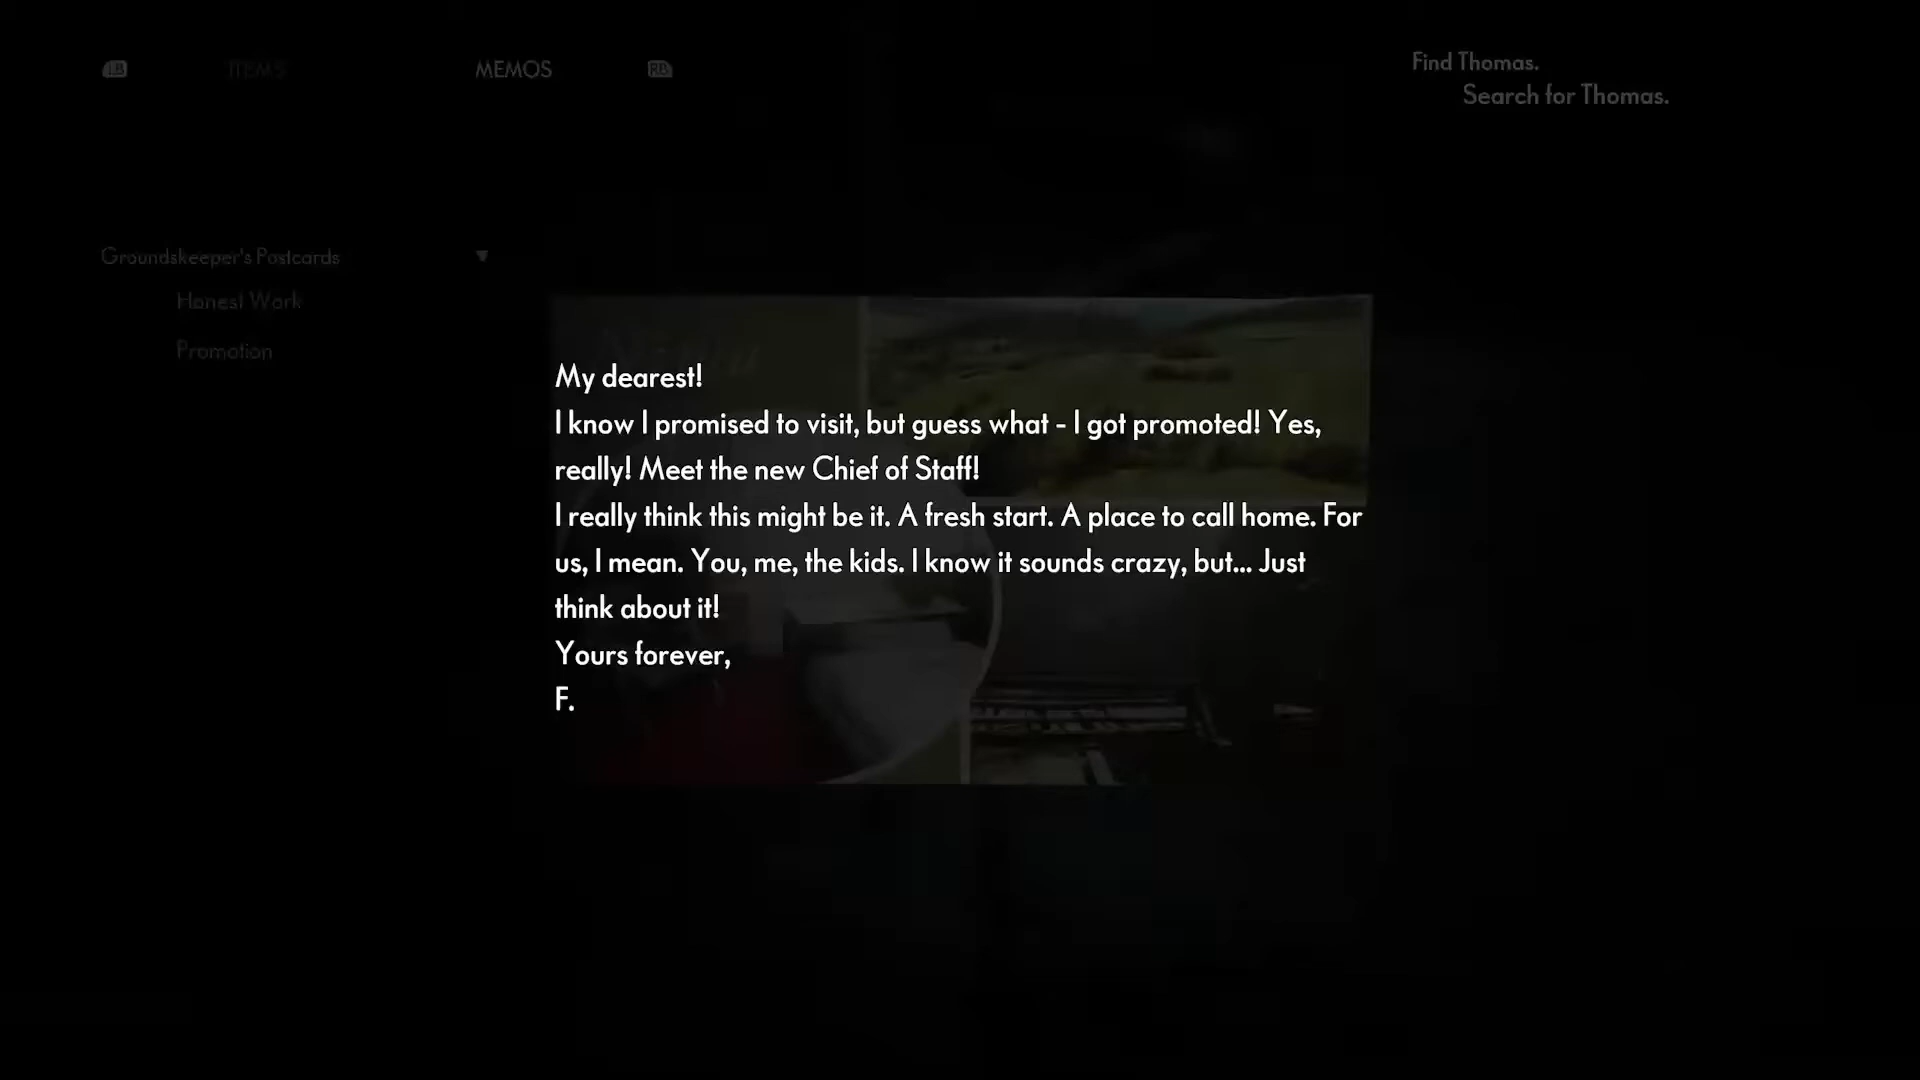 LB ITEMS MEMOS RB
Find Thomas.
Search for Thomas.
Groundskeeper's Postcards
Honest Work
Promotion
My dearest!
I know I promised to visit, but guess what - I got promoted! Yes,
really! Meet the new Chief of Staff!
I really think this might be it. A fresh start. A place to call home. For
us, I mean. You, me, the kids. I know it sounds crazy, but... Just
think about it!
Yours forever,
F.